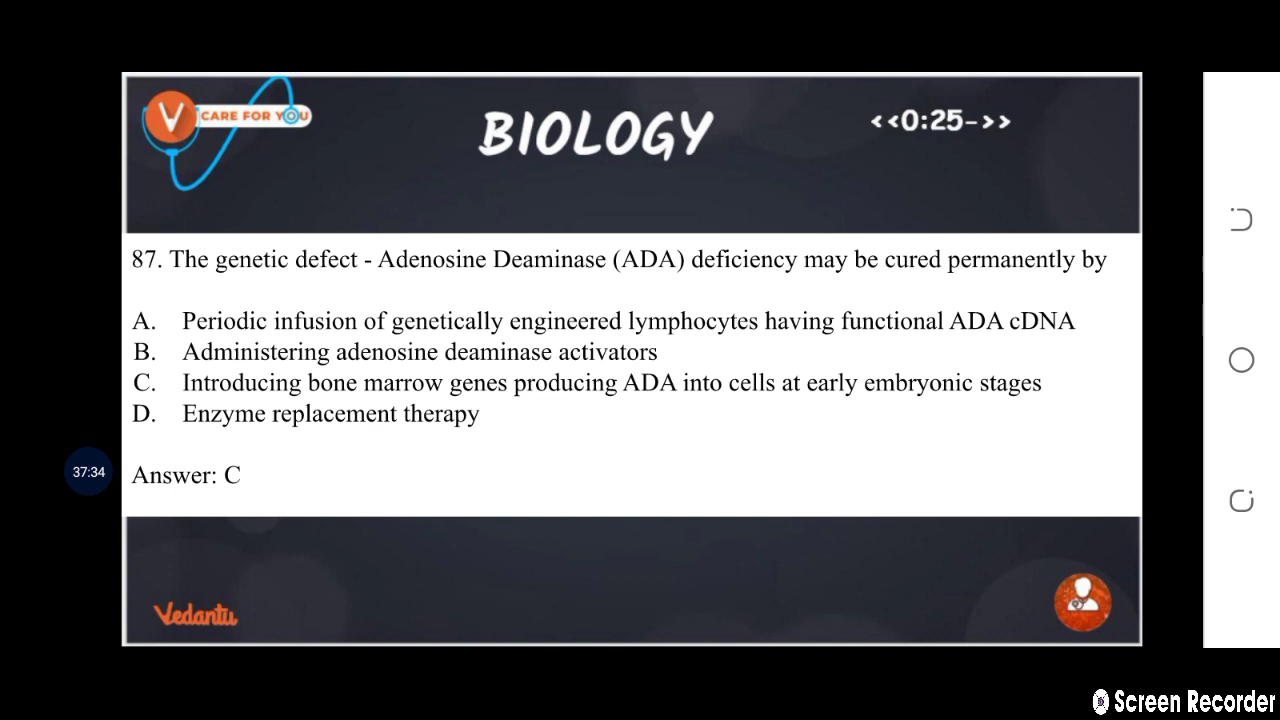 V CARE FOR YOU
BIOLOGY
<<0:25->>
87. The genetic defect - Adenosine Deaminase (ADA) deficiency may be cured permanently by
A. Periodic infusion of genetically engineered lymphocytes having functional ADA cDNA
B. Administering adenosine deaminase activators
C. Introducing bone marrow genes producing ADA into cells at early embryonic stages
D. Enzyme replacement therapy
37:34
Answer: C
Vedantu
Screen Recorder